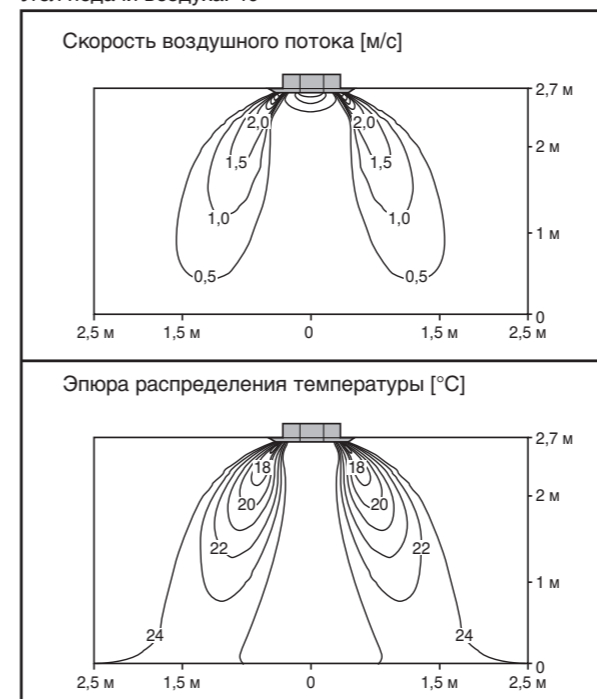 Скорость воздушного потока [м/с]
2,7 м
2,0
2,0
2 м
1,5
1,5
1,0
1,0
1 м
0,5
0,5
0
2,5 м
1,5 м
0
1,5 м
2,5 м
Эпюра распределения температуры [°C]
2,7 м
18
18
2 м
20
20
22
22
1 м
24
24
0
2,5 м
1,5 м
0
1,5 м
2,5 м